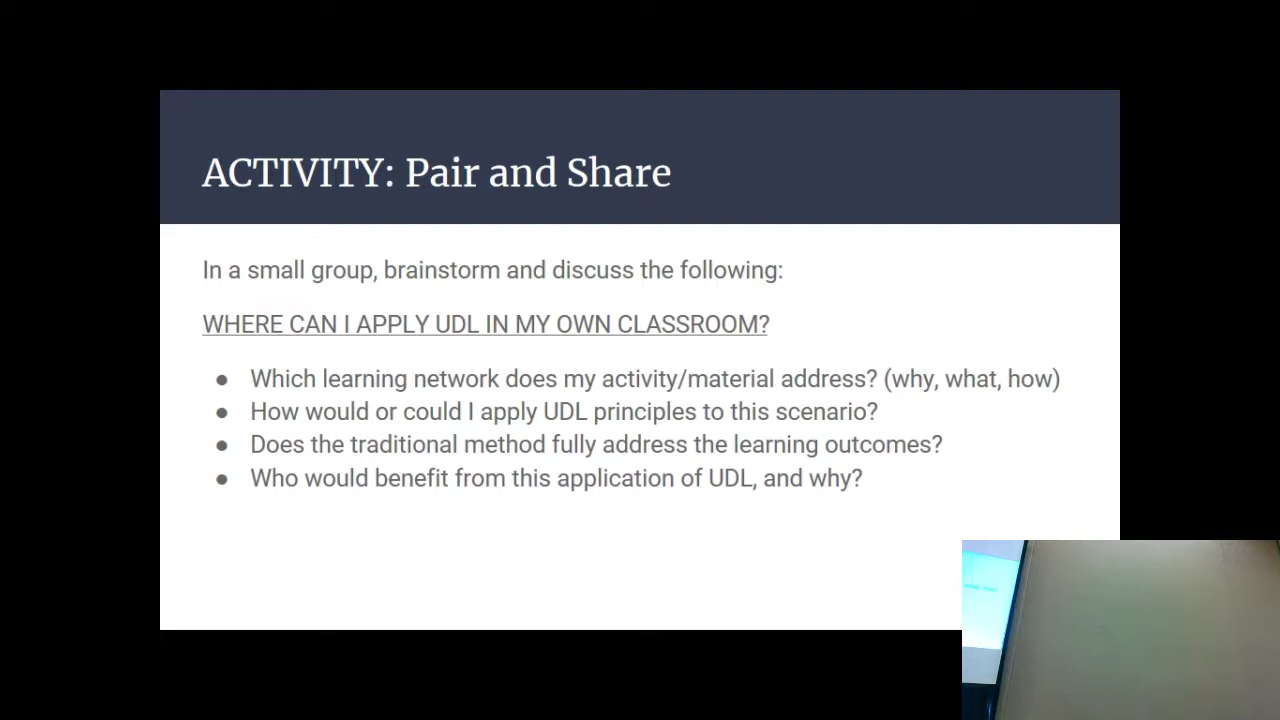 ACTIVITY: Pair and Share
In a small group, brainstorm and discuss the following:
WHERE CAN I APPLY UDL IN MY OWN CLASSROOM?
● Which learning network does my activity/material address? (why, what, how)
● How would or could I apply UDL principles to this scenario?
● Does the traditional method fully address the learning outcomes?
● Who would benefit from this application of UDL, and why?